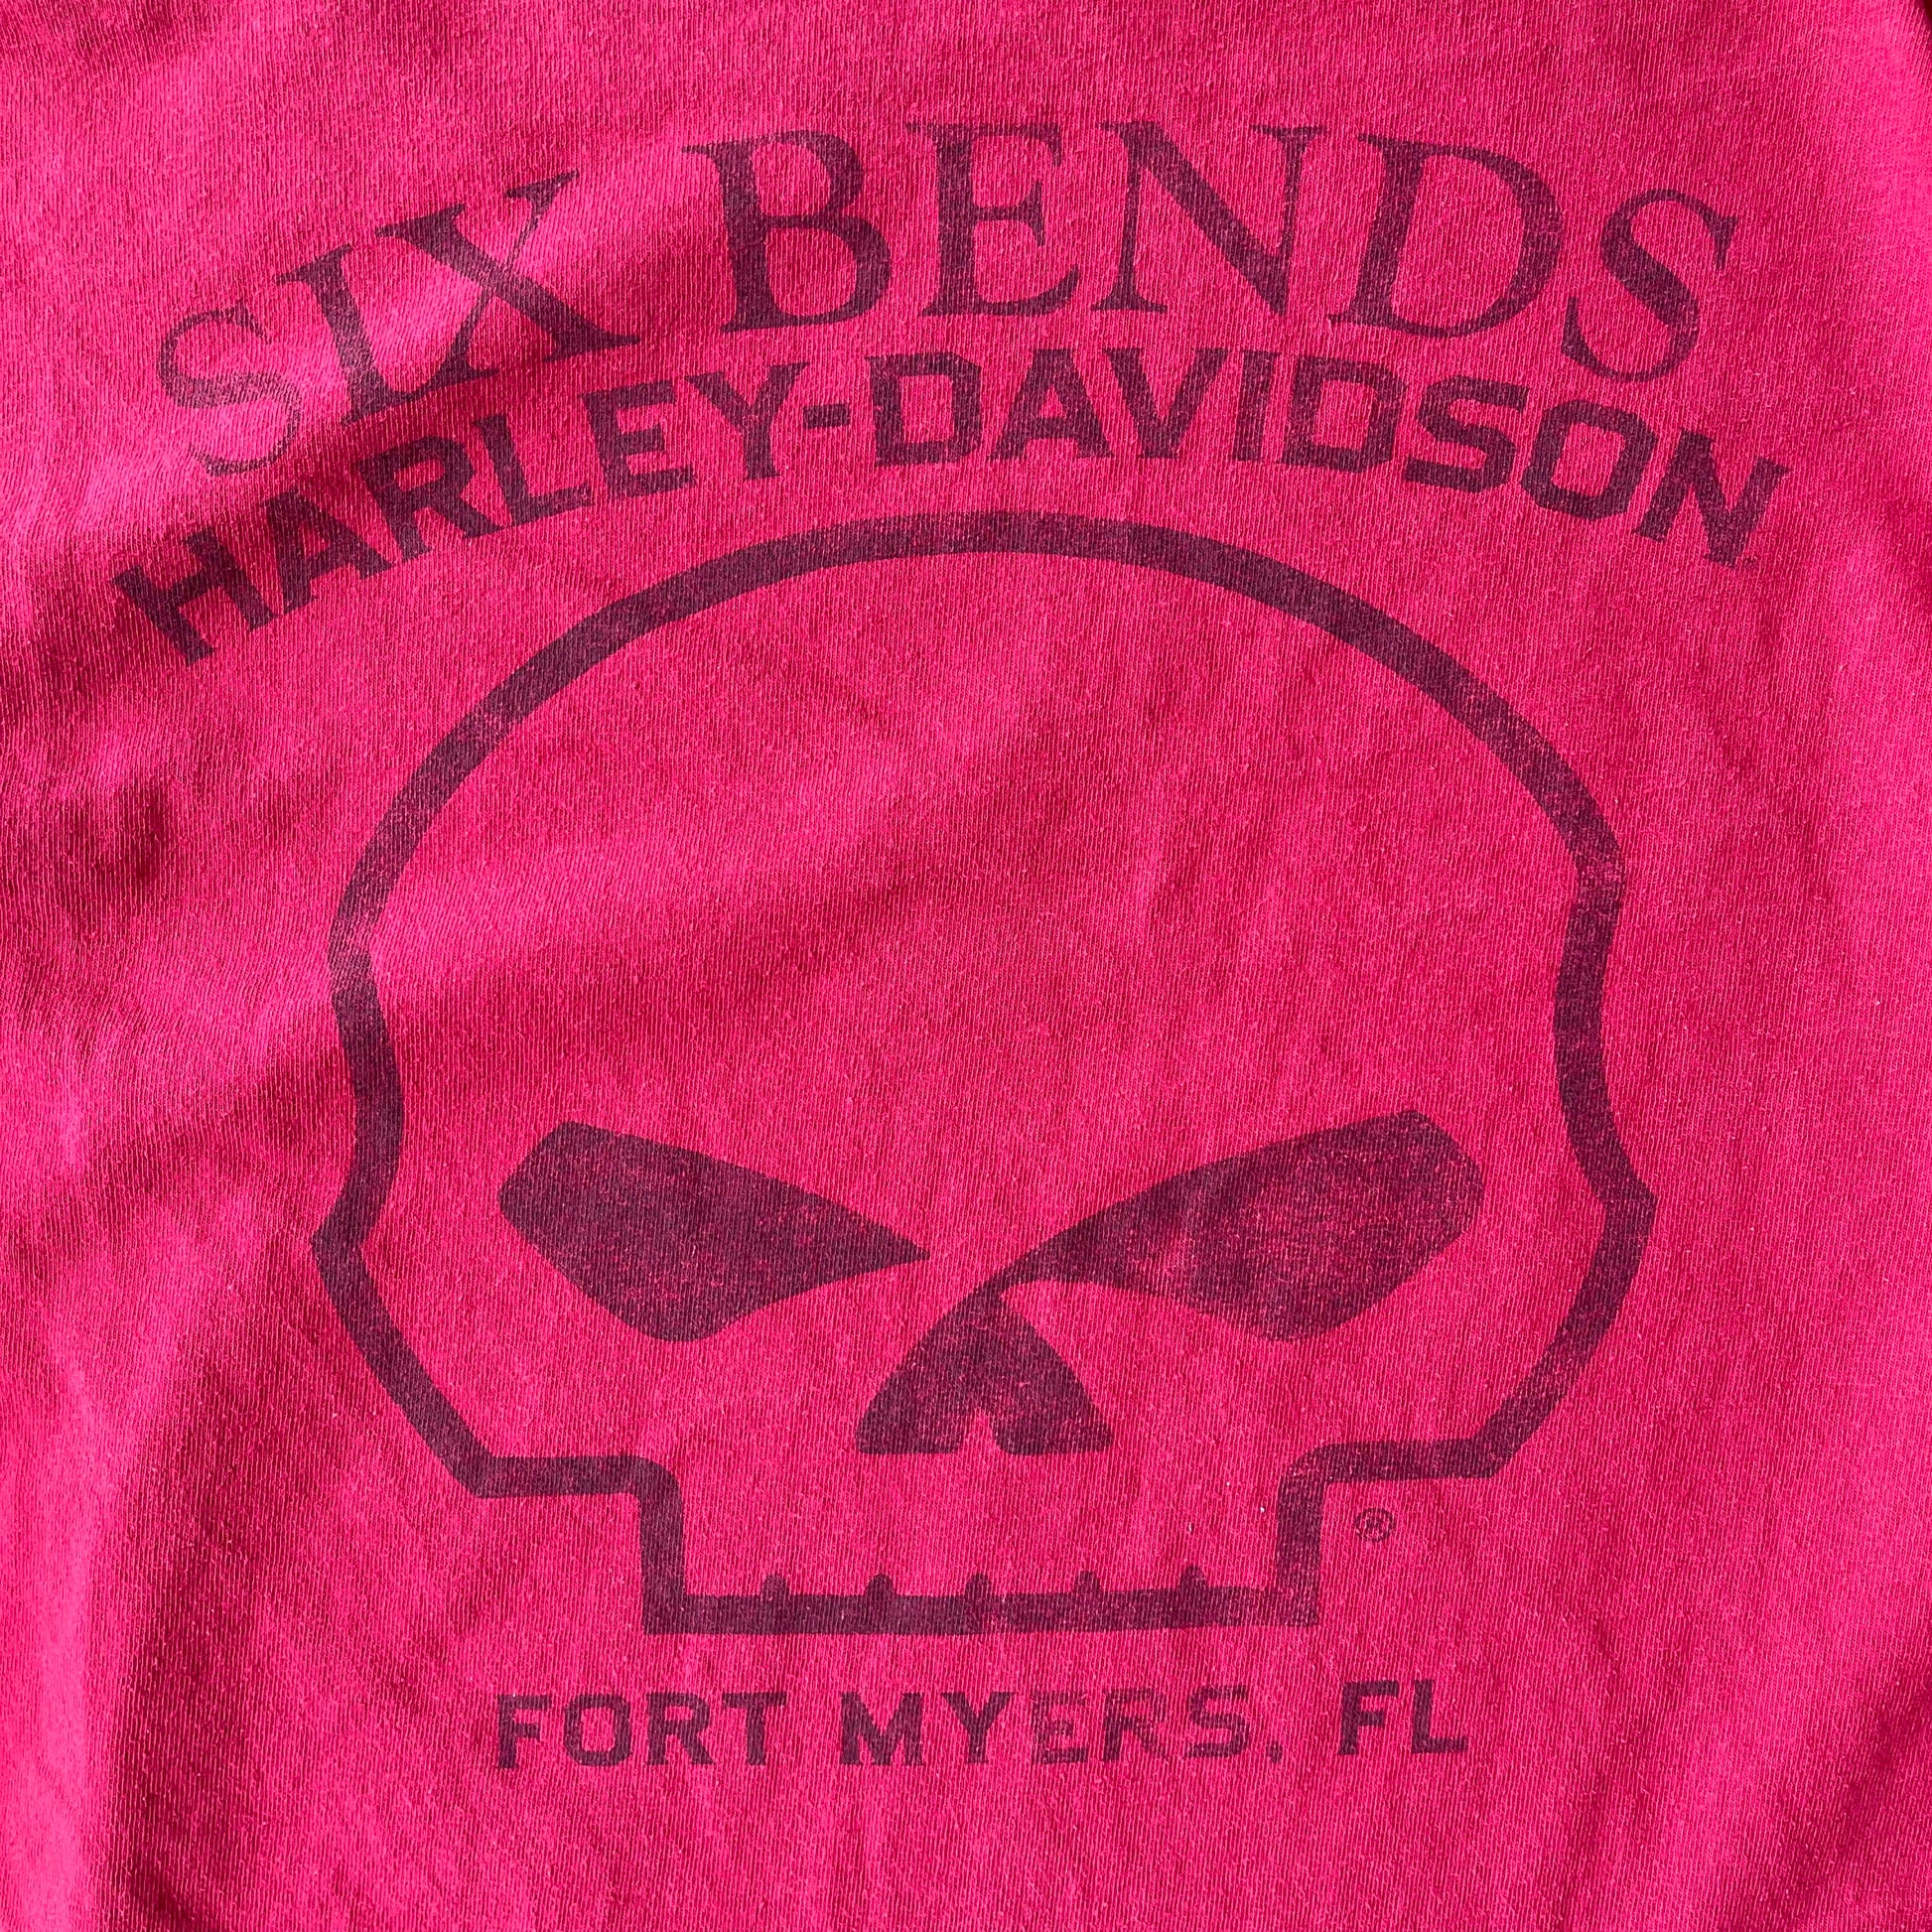 SIX BENDS
HARLEY-DAVIDSON
®
FORT MYERS, FL